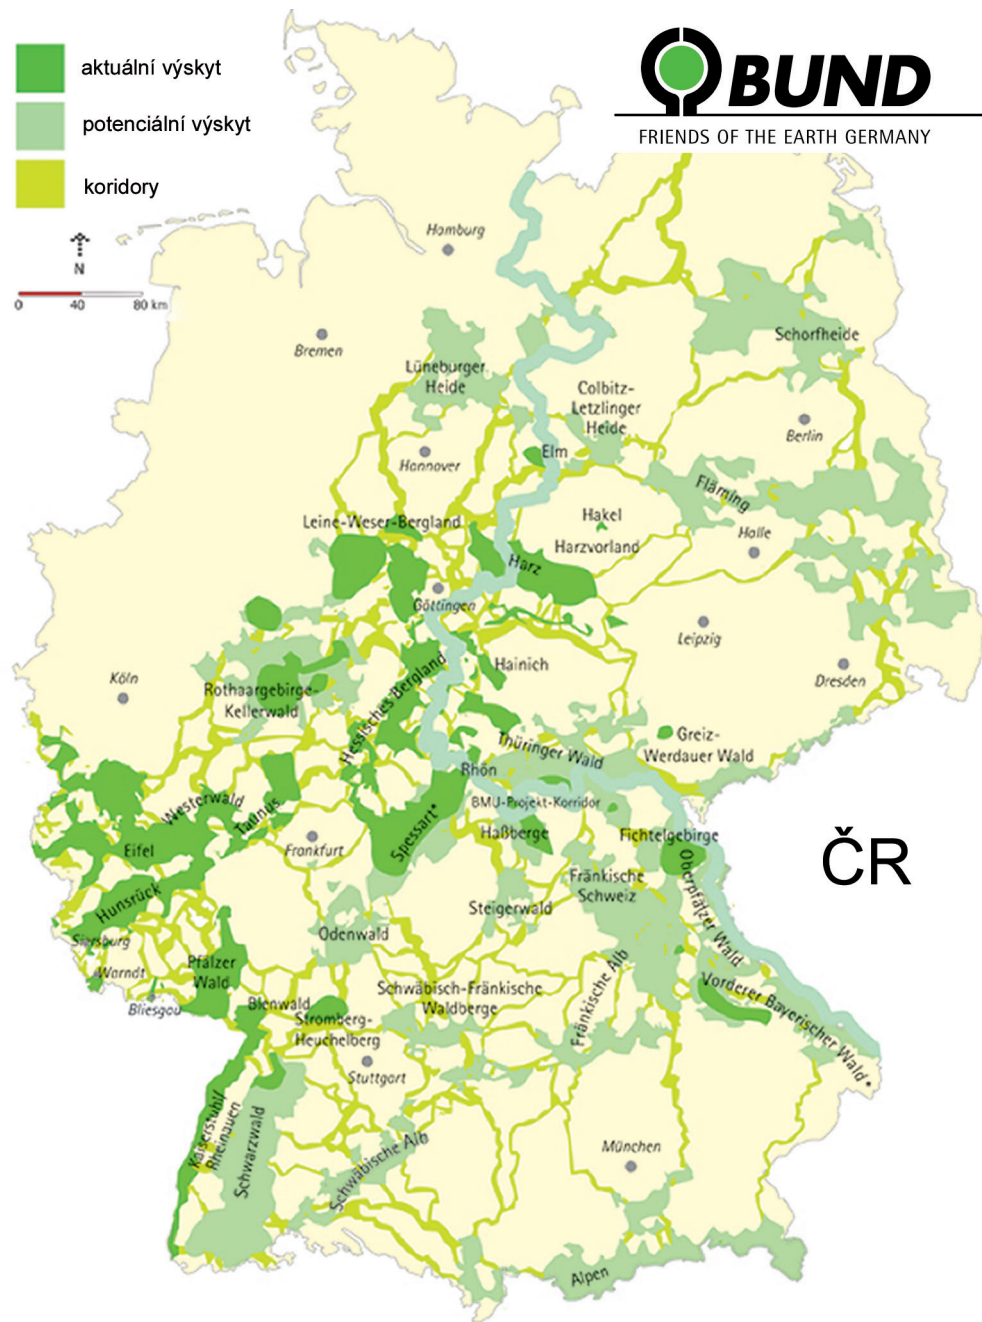 aktuální výskyt
potenciální výskyt
koridory
N
0 40 80 km
BUND
FRIENDS OF THE EARTH GERMANY
Hamburg
Bremen
Schorfheide
Lüneburger
Heide
Colbitz-
Letzlinger
Heide
Berlin
Hannover
Elm
Fläming
Leine-Weser-Bergland
Hakel
Harzvorland
Halle
Harz
Göttingen
Leipzig
Hainich
Dresden
Köln
Rothaargebirge-
Kellerwald
Hessisches Bergland
Greiz-
Werdauer Wald
Thüringer Wald
Rhön
BMU-Projekt-Korridor
Westerwald
Taunus
Spessart*
Haßberge
Fichtelgebirge
ČR
Eifel
Frankfurt
Hunsrück
Fränkische
Schweiz
Oberpfälzer Wald
Steigerwald
Siersburg
Odenwald
Warndt
Pfälzer
Wald
Bliesgau
Bienwald
Stromberg-
Heuchelberg
Schwäbisch-Fränkische
Waldberge
Fränkische Alb
Vorderer Bayerischer Wald*
Stuttgart
Kaiserstuhl/
Rheinauen
Schwarzwald
Schwäbische Alb
München
Alpen